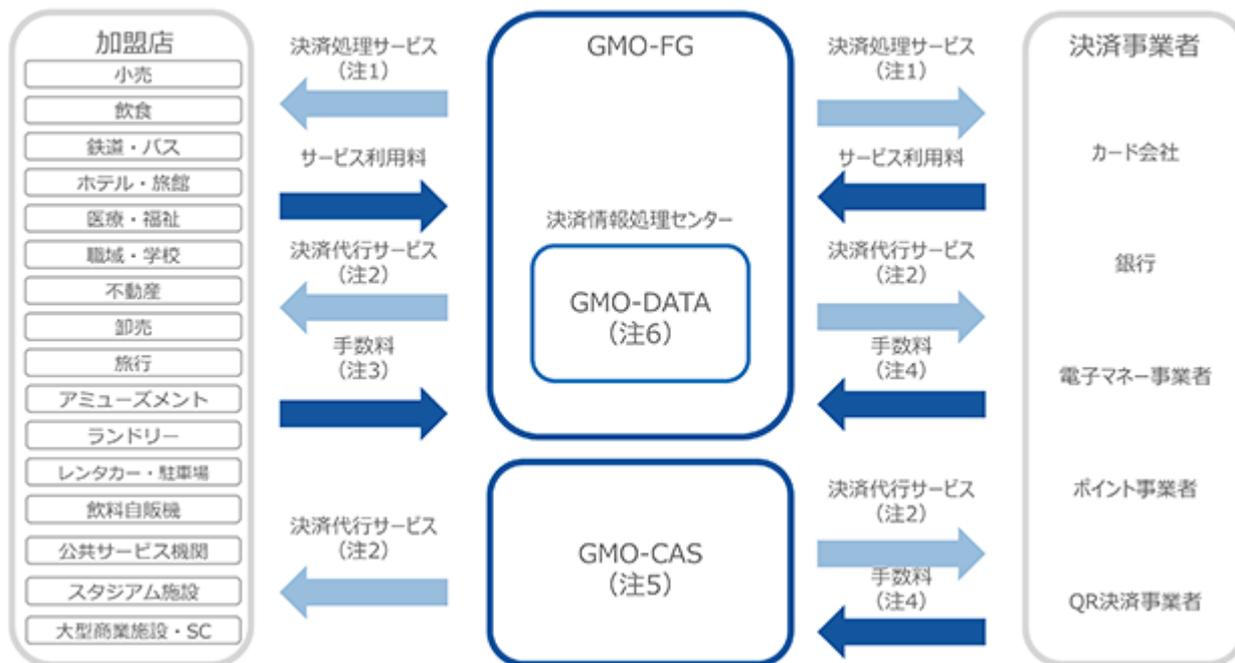 加盟店
小売
飲食
鉄道・バス
ホテル・旅館
医療・福祉
職域・学校
不動産
卸売
旅行
アミューズメント
ランドリー
レンタカー・駐車場
飲料自販機
公共サービス機関
スタジアム施設
大型商業施設・SC
決済処理サービス
(注1)
サービス利用料
決済代行サービス
(注2)
手数料
(注3)
決済代行サービス
(注2)
GMO-FG
決済情報処理センター
GMO-DATA
(注6)
GMO-CAS
(注5)
決済処理サービス
(注1)
サービス利用料
決済代行サービス
(注2)
手数料
(注4)
決済代行サービス
(注2)
手数料
(注4)
決済事業者
カード会社
銀行
電子マネー事業者
ポイント事業者
QR決済事業者